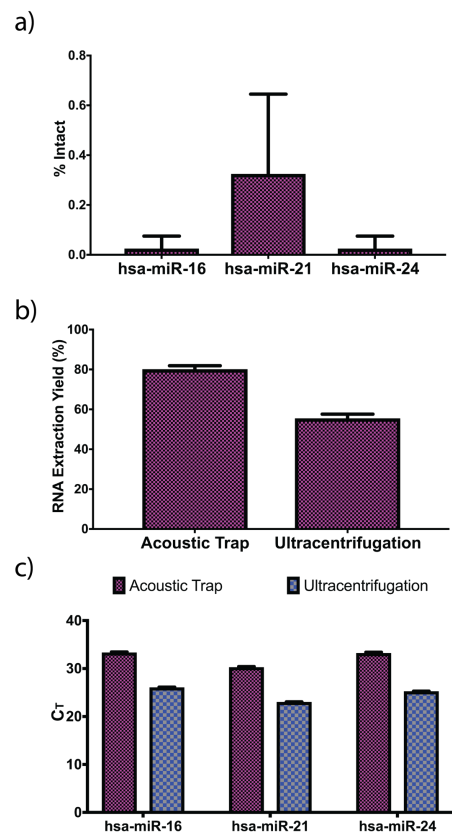 a)
0.8
0.6
0.4
0.2
0.0
% Intact
hsa-miR-16 hsa-miR-21 hsa-miR-24
b)
100
80
60
40
20
0
RNA Extraction Yield (%)
Acoustic Trap Ultracentrifugation
c)
Acoustic Trap Ultracentrifugation
40
30
20
10
0
CT
hsa-miR-16 hsa-miR-21 hsa-miR-24